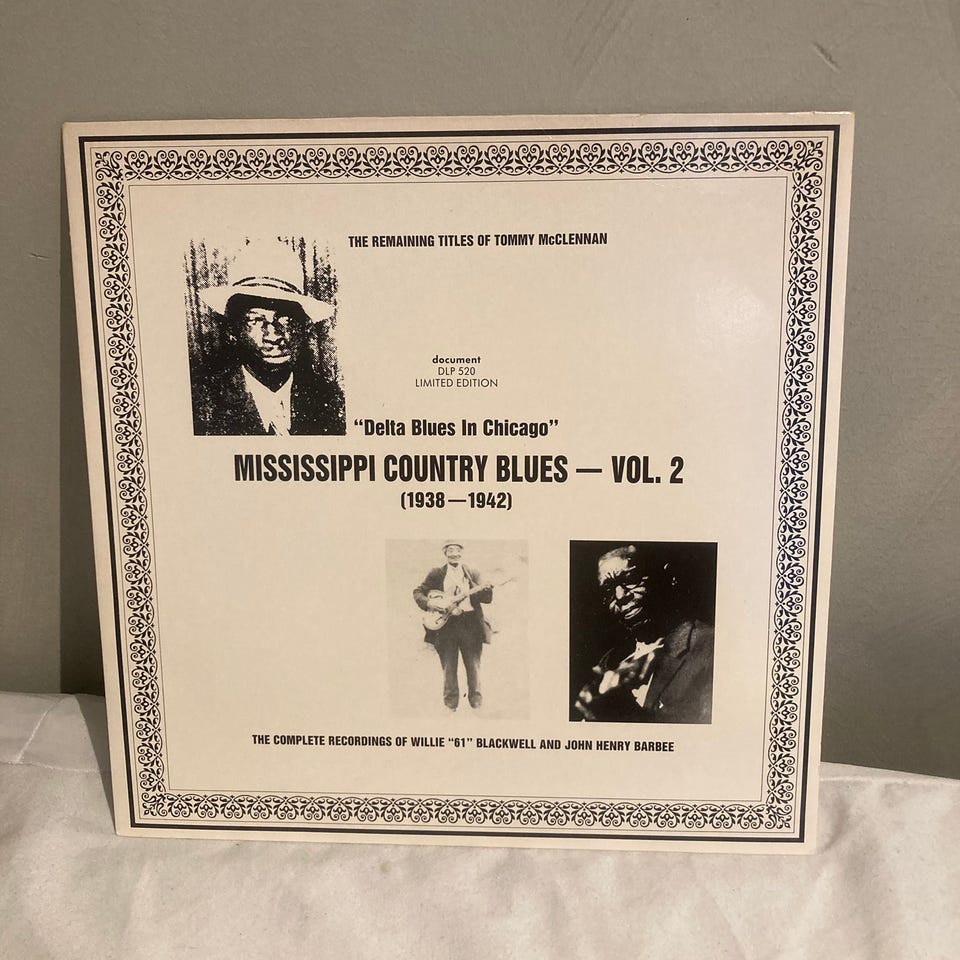 THE REMAINING TITLES OF TOMMY McCLENNAN
document
DLP 520
LIMITED EDITION
“Delta Blues In Chicago”
MISSISSIPPI COUNTRY BLUES — VOL. 2
(1938—1942)
THE COMPLETE RECORDINGS OF WILLIE “61” BLACKWELL AND JOHN HENRY BARBEE